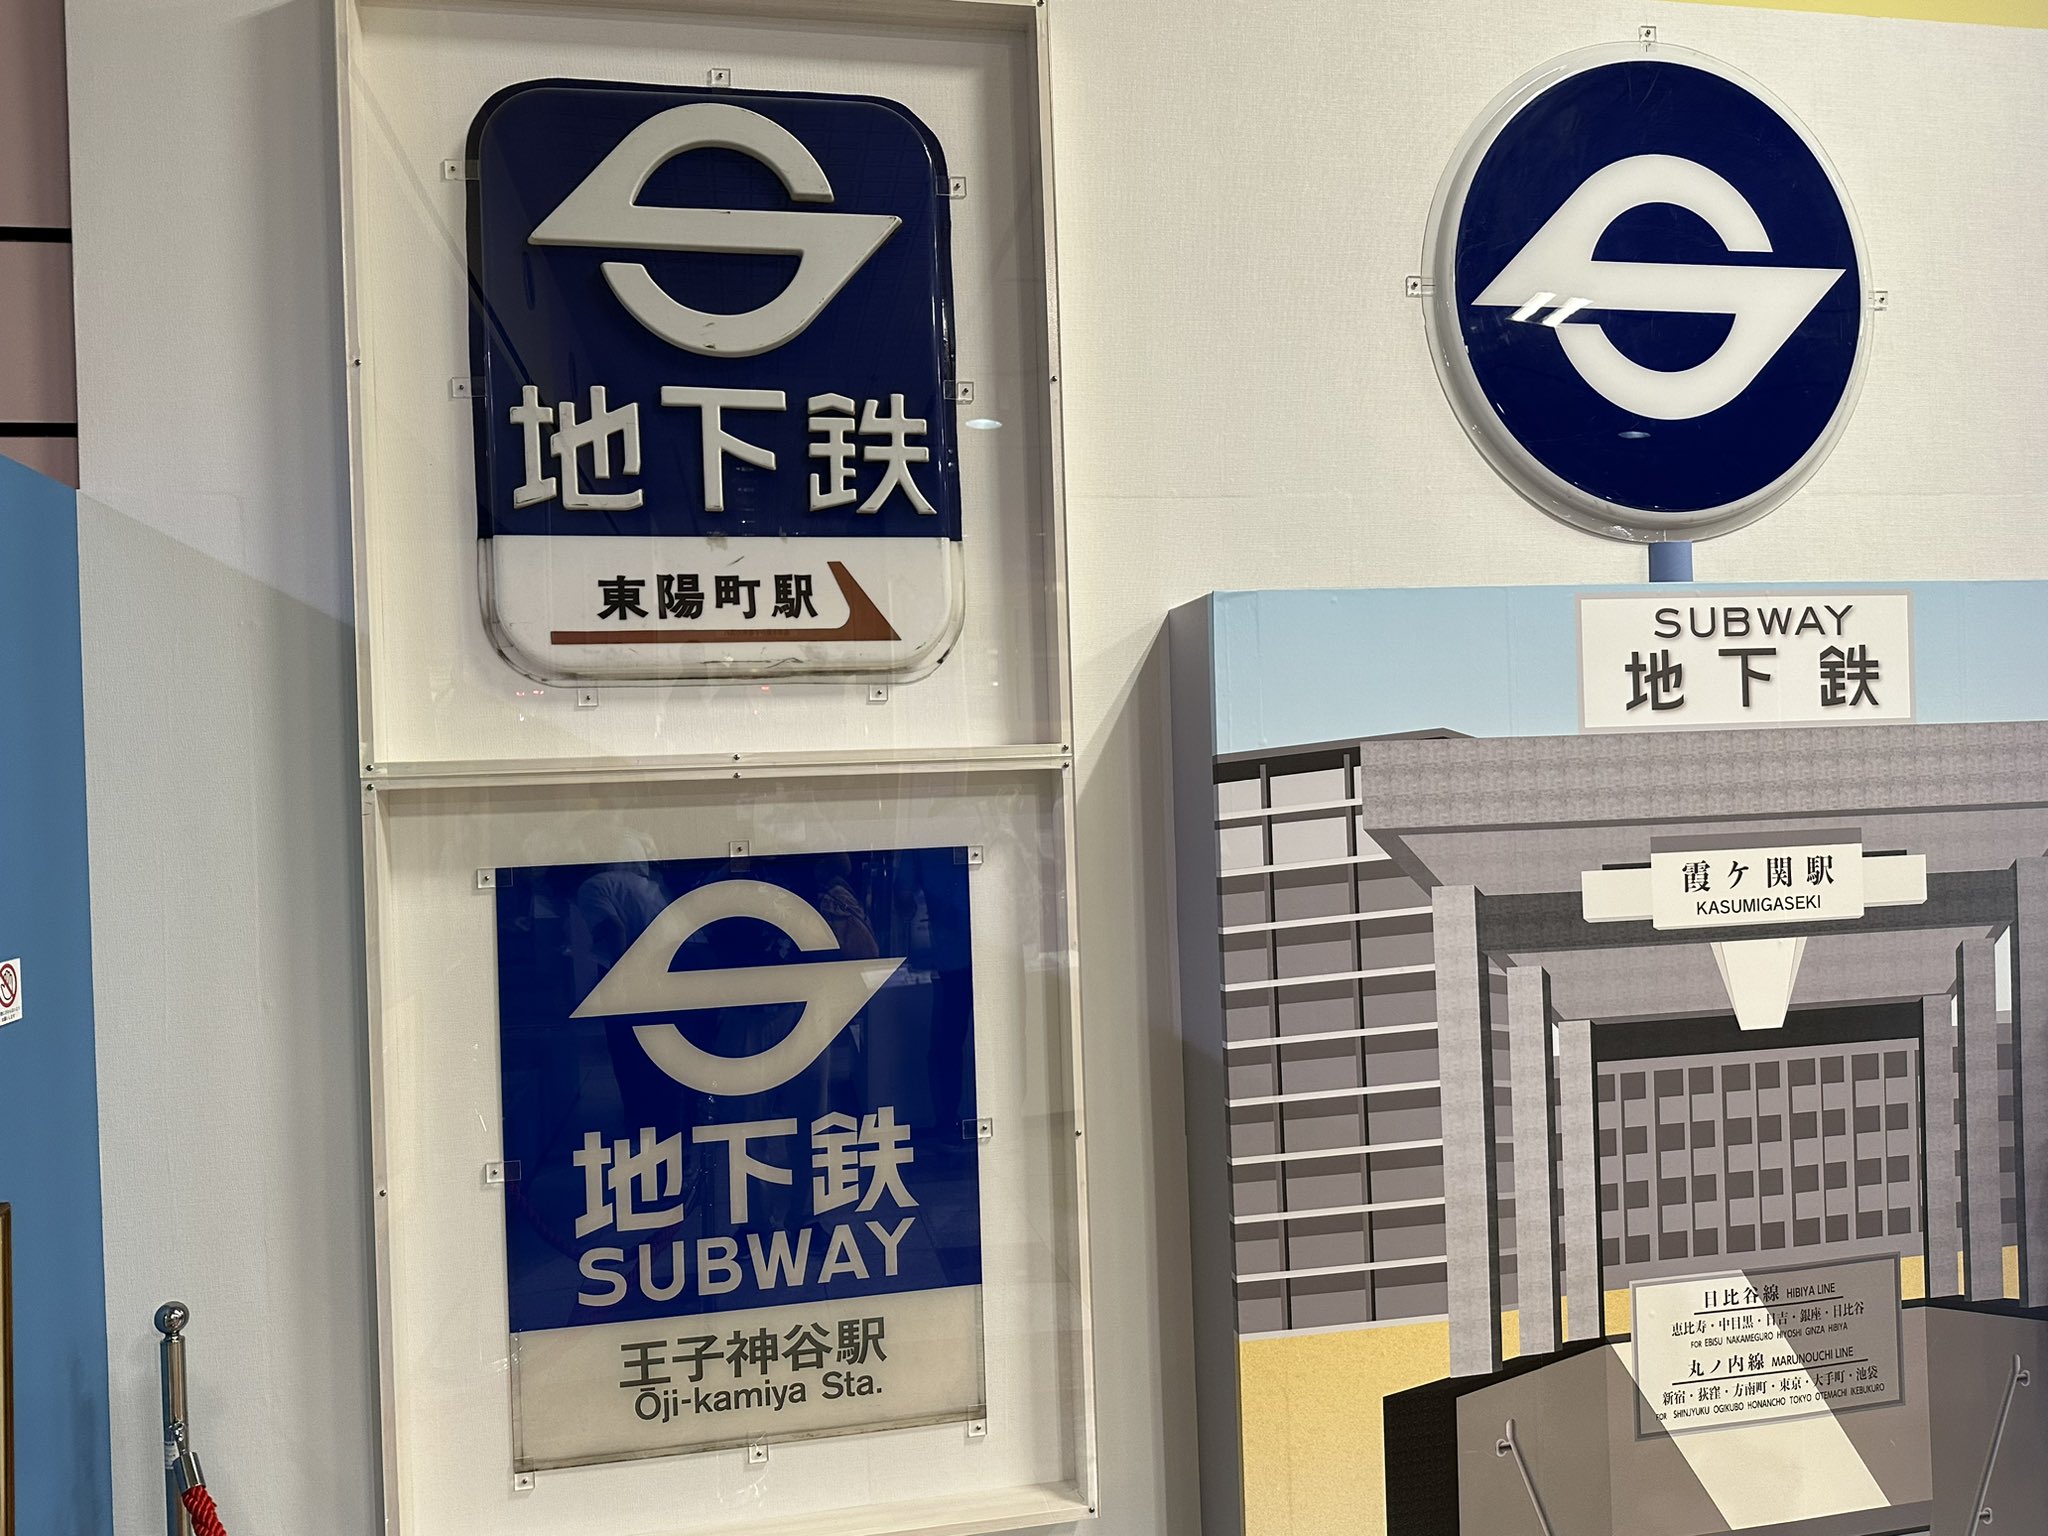 地下鉄
東陽町駅
地下鉄
SUBWAY
王子神谷駅
Ōji-kamiya Sta.
SUBWAY
地下鉄
霞ケ関駅
KASUMIGASEKI
日比谷線 HIBIYA LINE
恵比寿・中目黒・日吉・銀座・日比谷
FOR EBISU NAKAMEGURO HIYOSHI GINZA HIBIYA
丸ノ内線 MARUNOUCHI LINE
新宿・荻窪・方南町・東京・大手町・池袋
FOR SHINJYUKU OGIKUBO HONANCHO TOKYO OTEMACHI IKEBUKURO